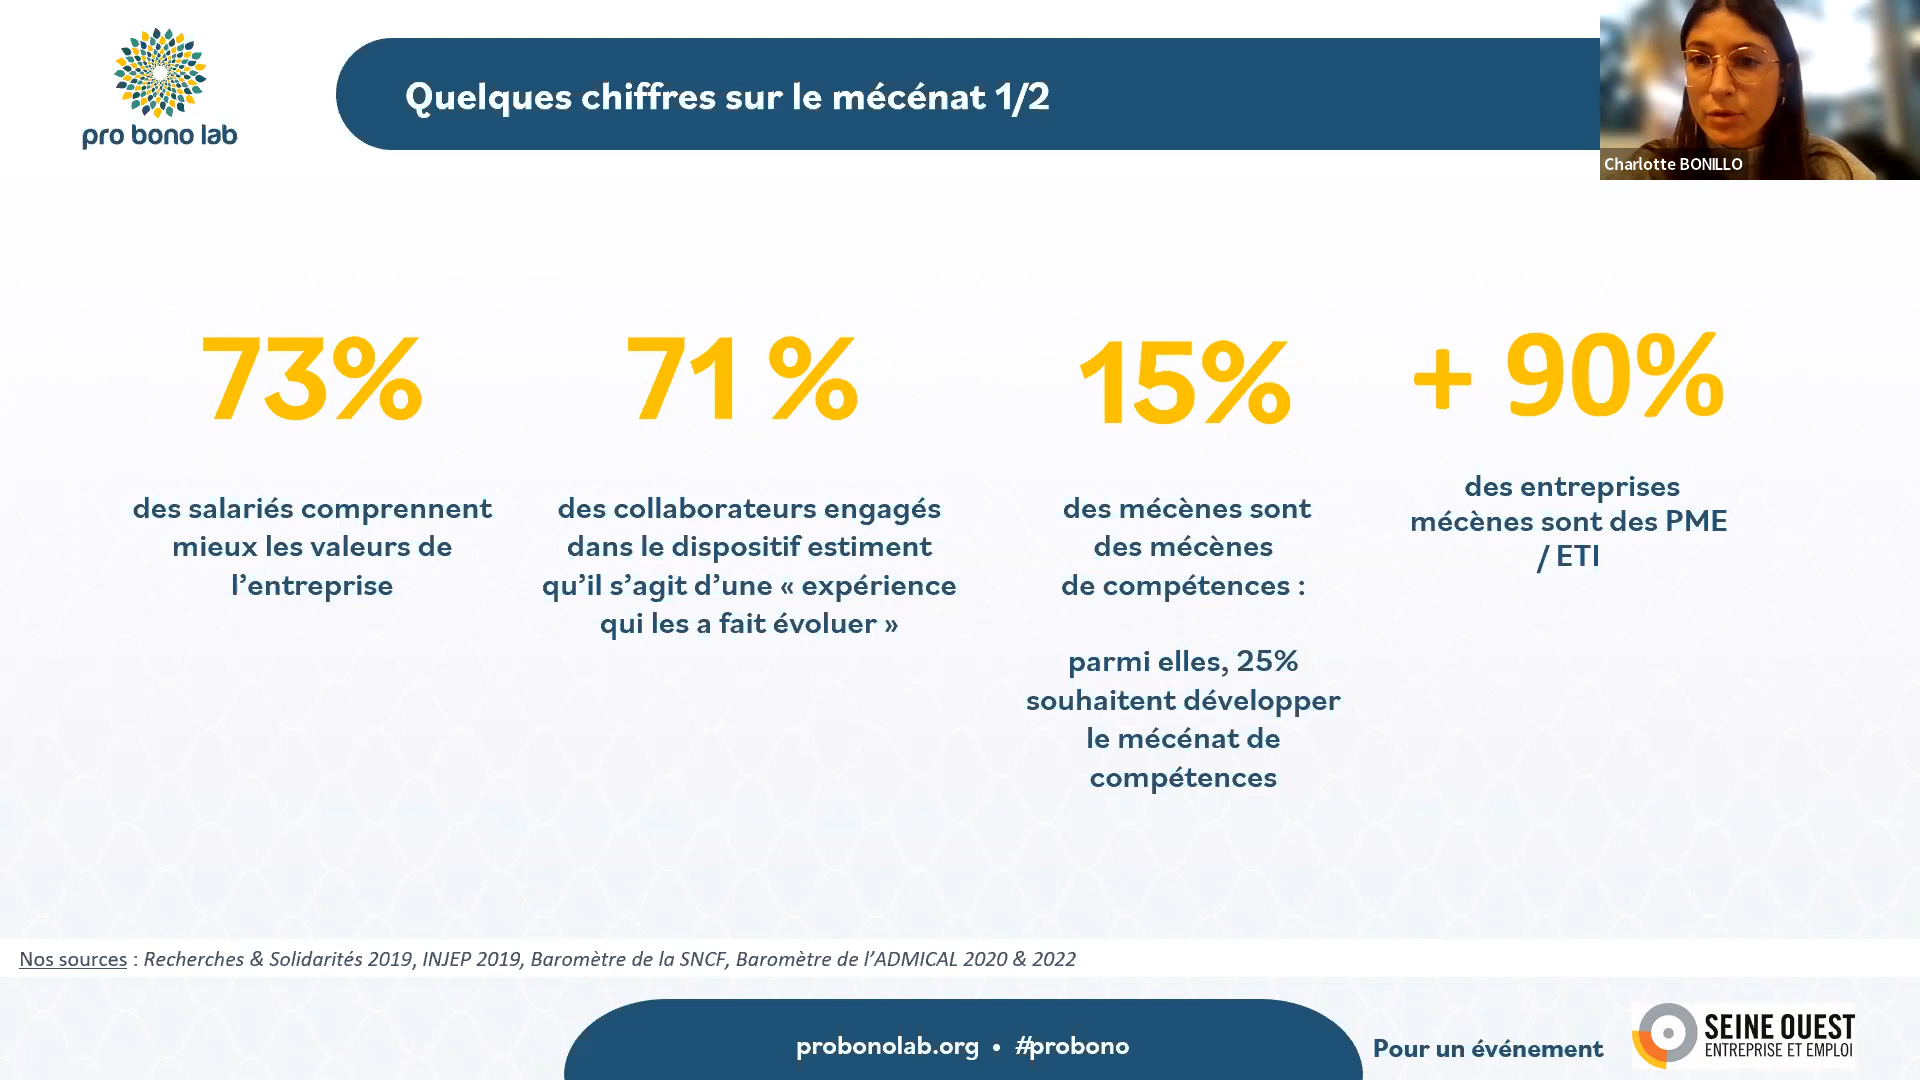 pro bono lab
Quelques chiffres sur le mécénat 1/2
Charlotte BONILLO
73%
des salariés comprennent
mieux les valeurs de
l’entreprise
71 %
des collaborateurs engagés
dans le dispositif estiment
qu’il s’agit d’une « expérience
qui les a fait évoluer »
15%
des mécènes sont
des mécènes
de compétences :
parmi elles, 25%
souhaitent développer
le mécénat de
compétences
+ 90%
des entreprises
mécènes sont des PME
/ ETI
Nos sources : Recherches & Solidarités 2019, INJEP 2019, Baromètre de la SNCF, Baromètre de l’ADMICAL 2020 & 2022
probonolab.org • #probono
Pour un événement
SEINE OUEST
ENTREPRISE ET EMPLOI